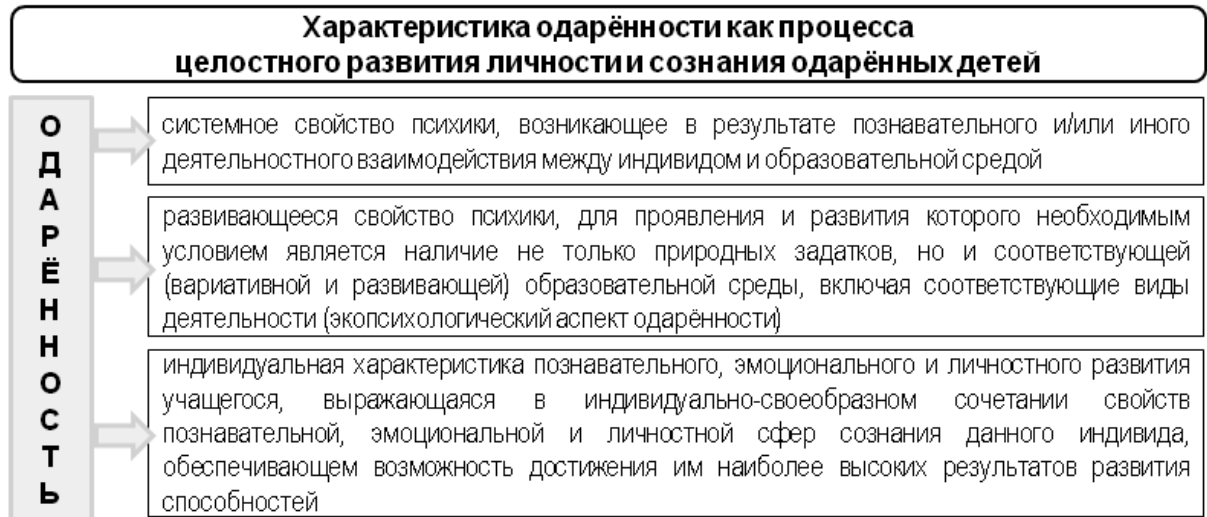 Характеристика одарённости как процесса
целостного развития личности и сознания одарённых детей
ОДАРЁННОСТЬ
системное свойство психики, возникающее в результате познавательного и/или иного
деятельностного взаимодействия между индивидом и образовательной средой
развивающееся свойство психики, для проявления и развития которого необходимым
условием является наличие не только природных задатков, но и соответствующей
(вариативной и развивающей) образовательной среды, включая соответствующие виды
деятельности (экопсихологический аспект одарённости)
индивидуальная характеристика познавательного, эмоционального и личностного развития
учащегося, выражающаяся в индивидуально-своеобразном сочетании свойств
познавательной, эмоциональной и личностной сфер сознания данного индивида,
обеспечивающем возможность достижения им наиболее высоких результатов развития
способностей